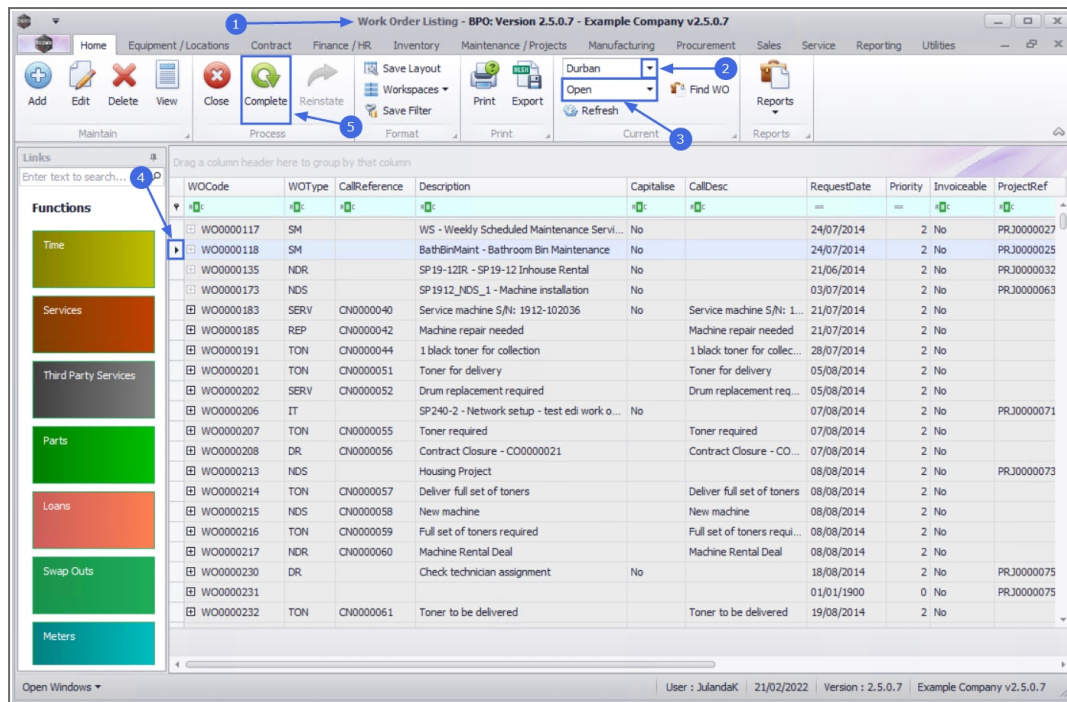 Work Order Listing - BPO: Version 2.5.0.7 - Example Company v2.5.0.7
1
Home Equipment / Locations Contract Finance / HR Inventory Maintenance / Projects Manufacturing Procurement Sales Service Reporting Utilities
Add Edit Delete View Close Complete Reinstate
Save Layout
Workspaces
Save Filter
Print Export
Durban
Open
Refresh
Find WO
Reports
2
3
5
Maintain Process Format Print Current Reports
Links
Enter text to search...
4
Functions
Time
Services
Third Party Services
Parts
Loans
Swap Outs
Meters
Drag a column header here to group by that column
WOCode WOType CallReference Description Capitalise CallDesc RequestDate Priority Invoiceable ProjectRef
WO0000117 SM WS - Weekly Scheduled Maintenance Servi... No 24/07/2014 2 No PRJ0000027
WO0000118 SM BathBinMaint - Bathroom Bin Maintenance No 24/07/2014 2 No PRJ0000025
WO0000135 NDR SP19-12IR - SP19-12 Inhouse Rental No 21/06/2014 2 No PRJ0000032
WO0000173 NDS SP1912_NDS_1 - Machine installation No 03/07/2014 2 No PRJ0000063
WO0000183 SERV CN0000040 Service machine S/N: 1912-102036 No Service machine S/N: 1... 21/07/2014 2 No
WO0000185 REP CN0000042 Machine repair needed Machine repair needed 21/07/2014 2 No
WO0000191 TON CN0000044 1 black toner for collection 1 black toner for collec... 28/07/2014 2 No
WO0000201 TON CN0000051 Toner for delivery Toner for delivery 05/08/2014 2 No
WO0000202 SERV CN0000052 Drum replacement required Drum replacement req... 05/08/2014 2 No
WO0000206 IT SP240-2 - Network setup - test edi work o... No 07/08/2014 2 No PRJ0000071
WO0000207 TON CN0000055 Toner required Toner required 07/08/2014 2 No
WO0000208 DR CN0000056 Contract Closure - CO0000021 Contract Closure - CO... 07/08/2014 2 No
WO0000213 NDS Housing Project 08/08/2014 2 No PRJ0000073
WO0000214 TON CN0000057 Deliver full set of toners Deliver full set of toners 08/08/2014 2 No
WO0000215 NDS CN0000058 New machine New machine 08/08/2014 2 No
WO0000216 TON CN0000059 Full set of toners required Full set of toners requi... 08/08/2014 2 No
WO0000217 NDR CN0000060 Machine Rental Deal Machine Rental Deal 08/08/2014 2 No
WO0000230 DR Check technician assignment No 18/08/2014 2 No PRJ0000075
WO0000231 01/01/1900 0 No PRJ0000075
WO0000232 TON CN0000061 Toner to be delivered Toner to be delivered 19/08/2014 2 No
Open Windows User : JulandaK 21/02/2022 Version : 2.5.0.7 Example Company v2.5.0.7